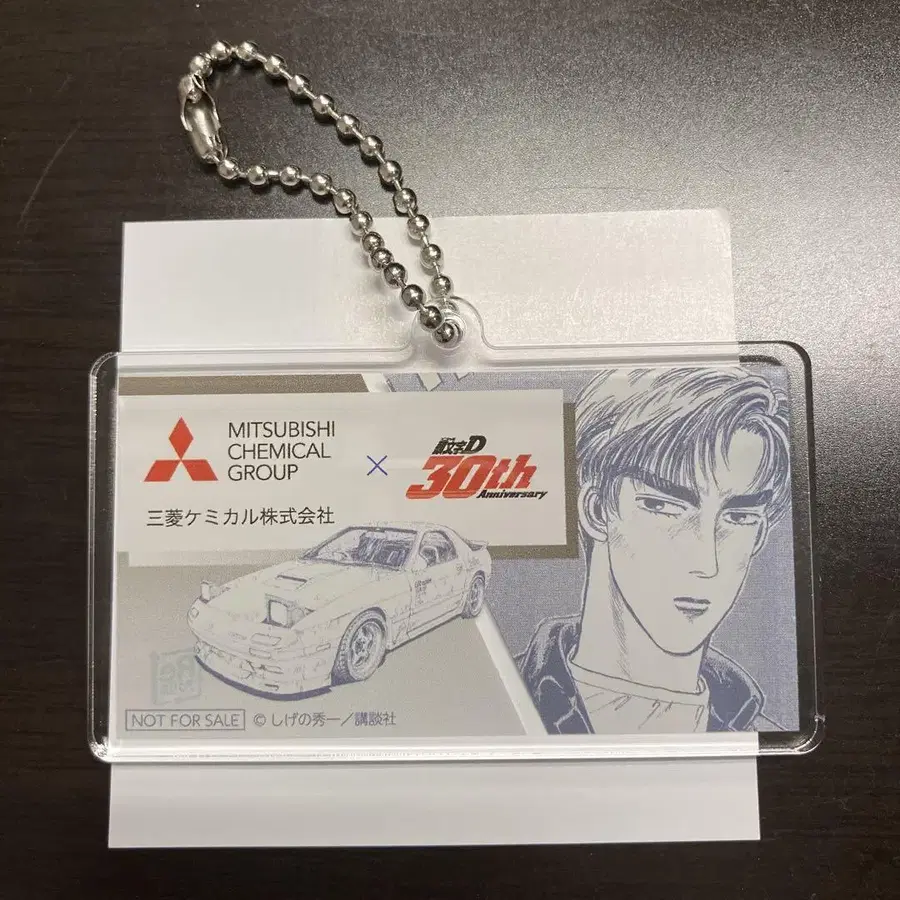 MITSUBISHI
CHEMICAL
GROUP
三菱ケミカル株式会社
×
頭文字D
30th
Anniversary
NOT FOR SALE
© しげの秀一/講談社